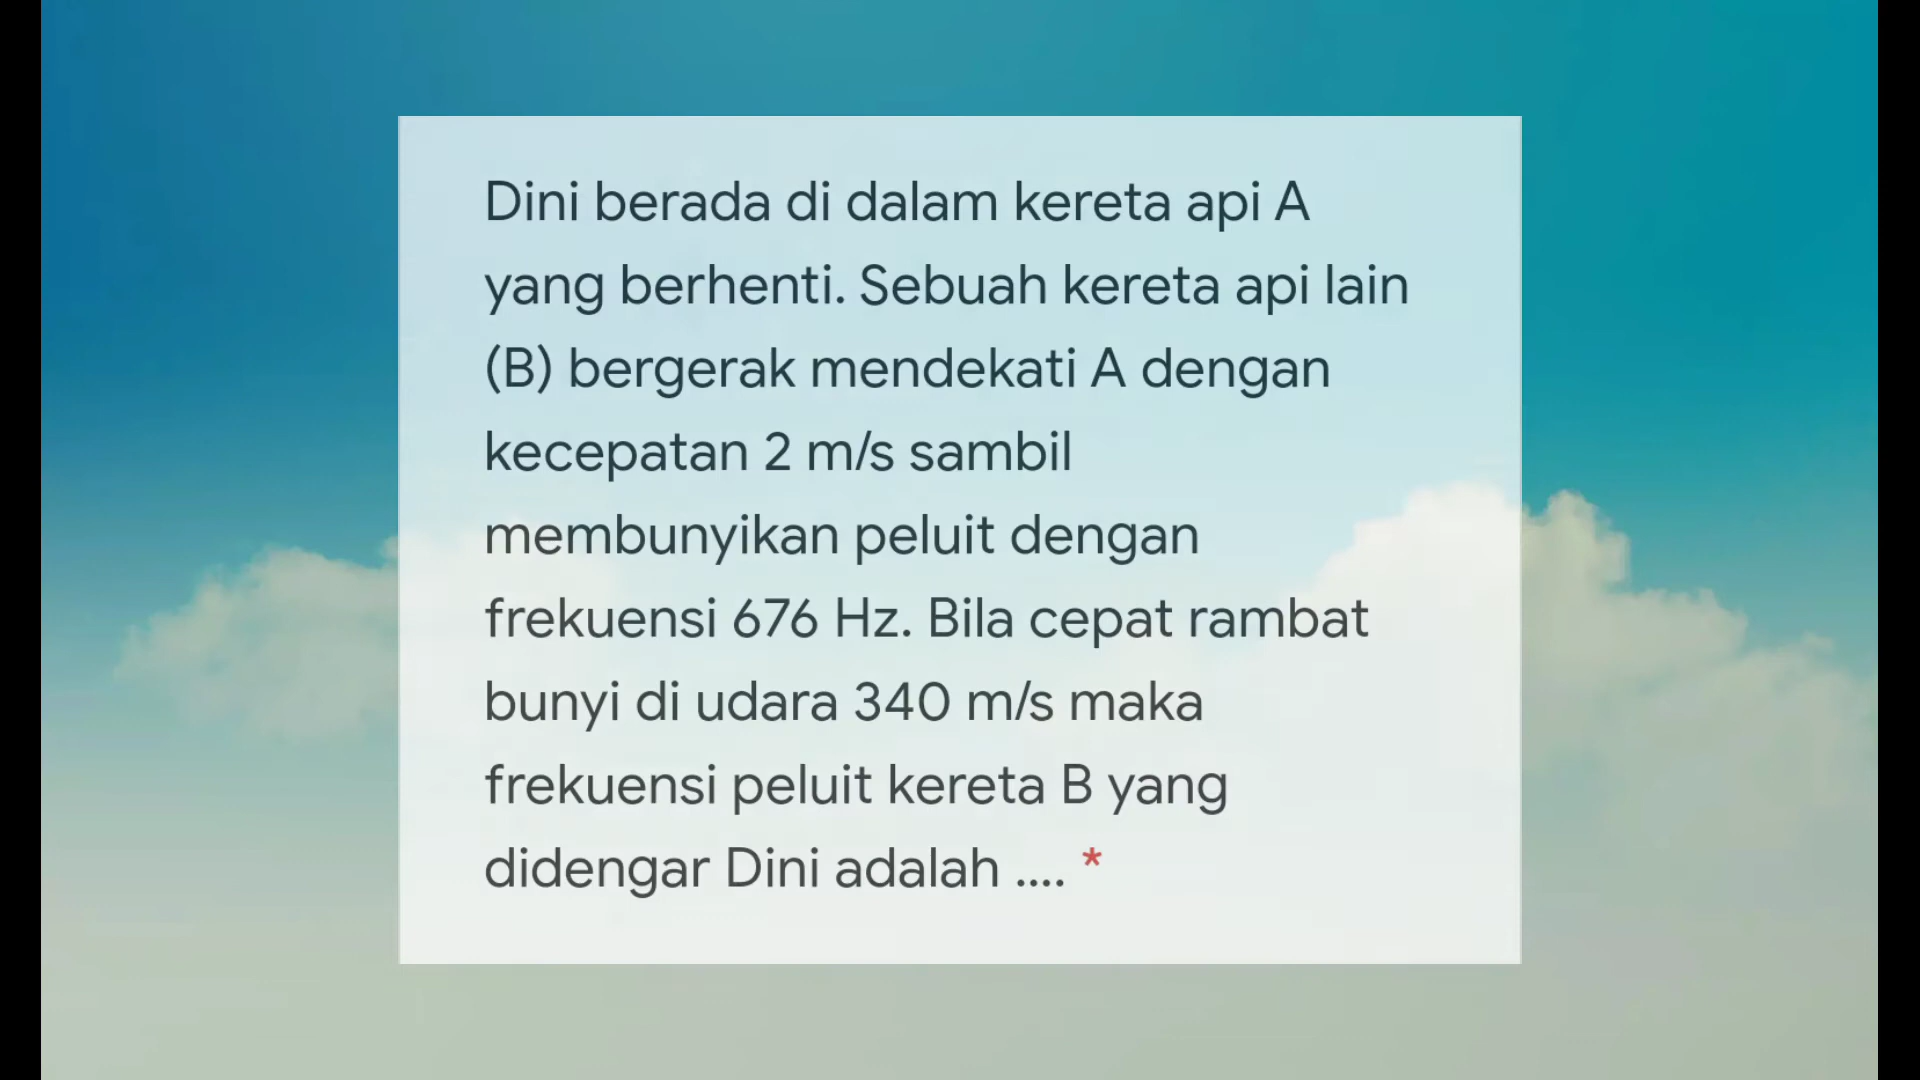 Dini berada di dalam kereta api A
yang berhenti. Sebuah kereta api lain
(B) bergerak mendekati A dengan
kecepatan 2 m/s sambil
membunyikan peluit dengan
frekuensi 676 Hz. Bila cepat rambat
bunyi di udara 340 m/s maka
frekuensi peluit kereta B yang
didengar Dini adalah .... *